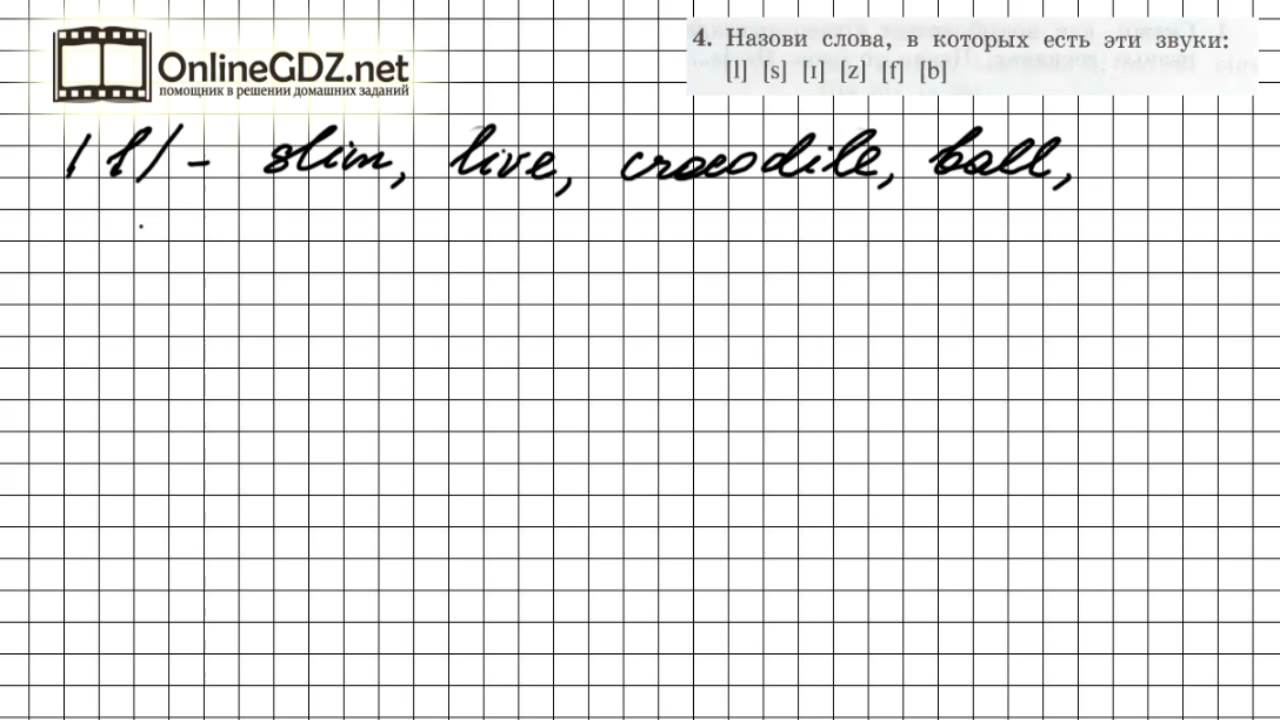 OnlineGDZ.net
помощник в решении домашних заданий
4. Назови слова, в которых есть эти звуки:
[l] [s] [ɪ] [z] [f] [b]
/l/ - slim, live, crocodile, ball,